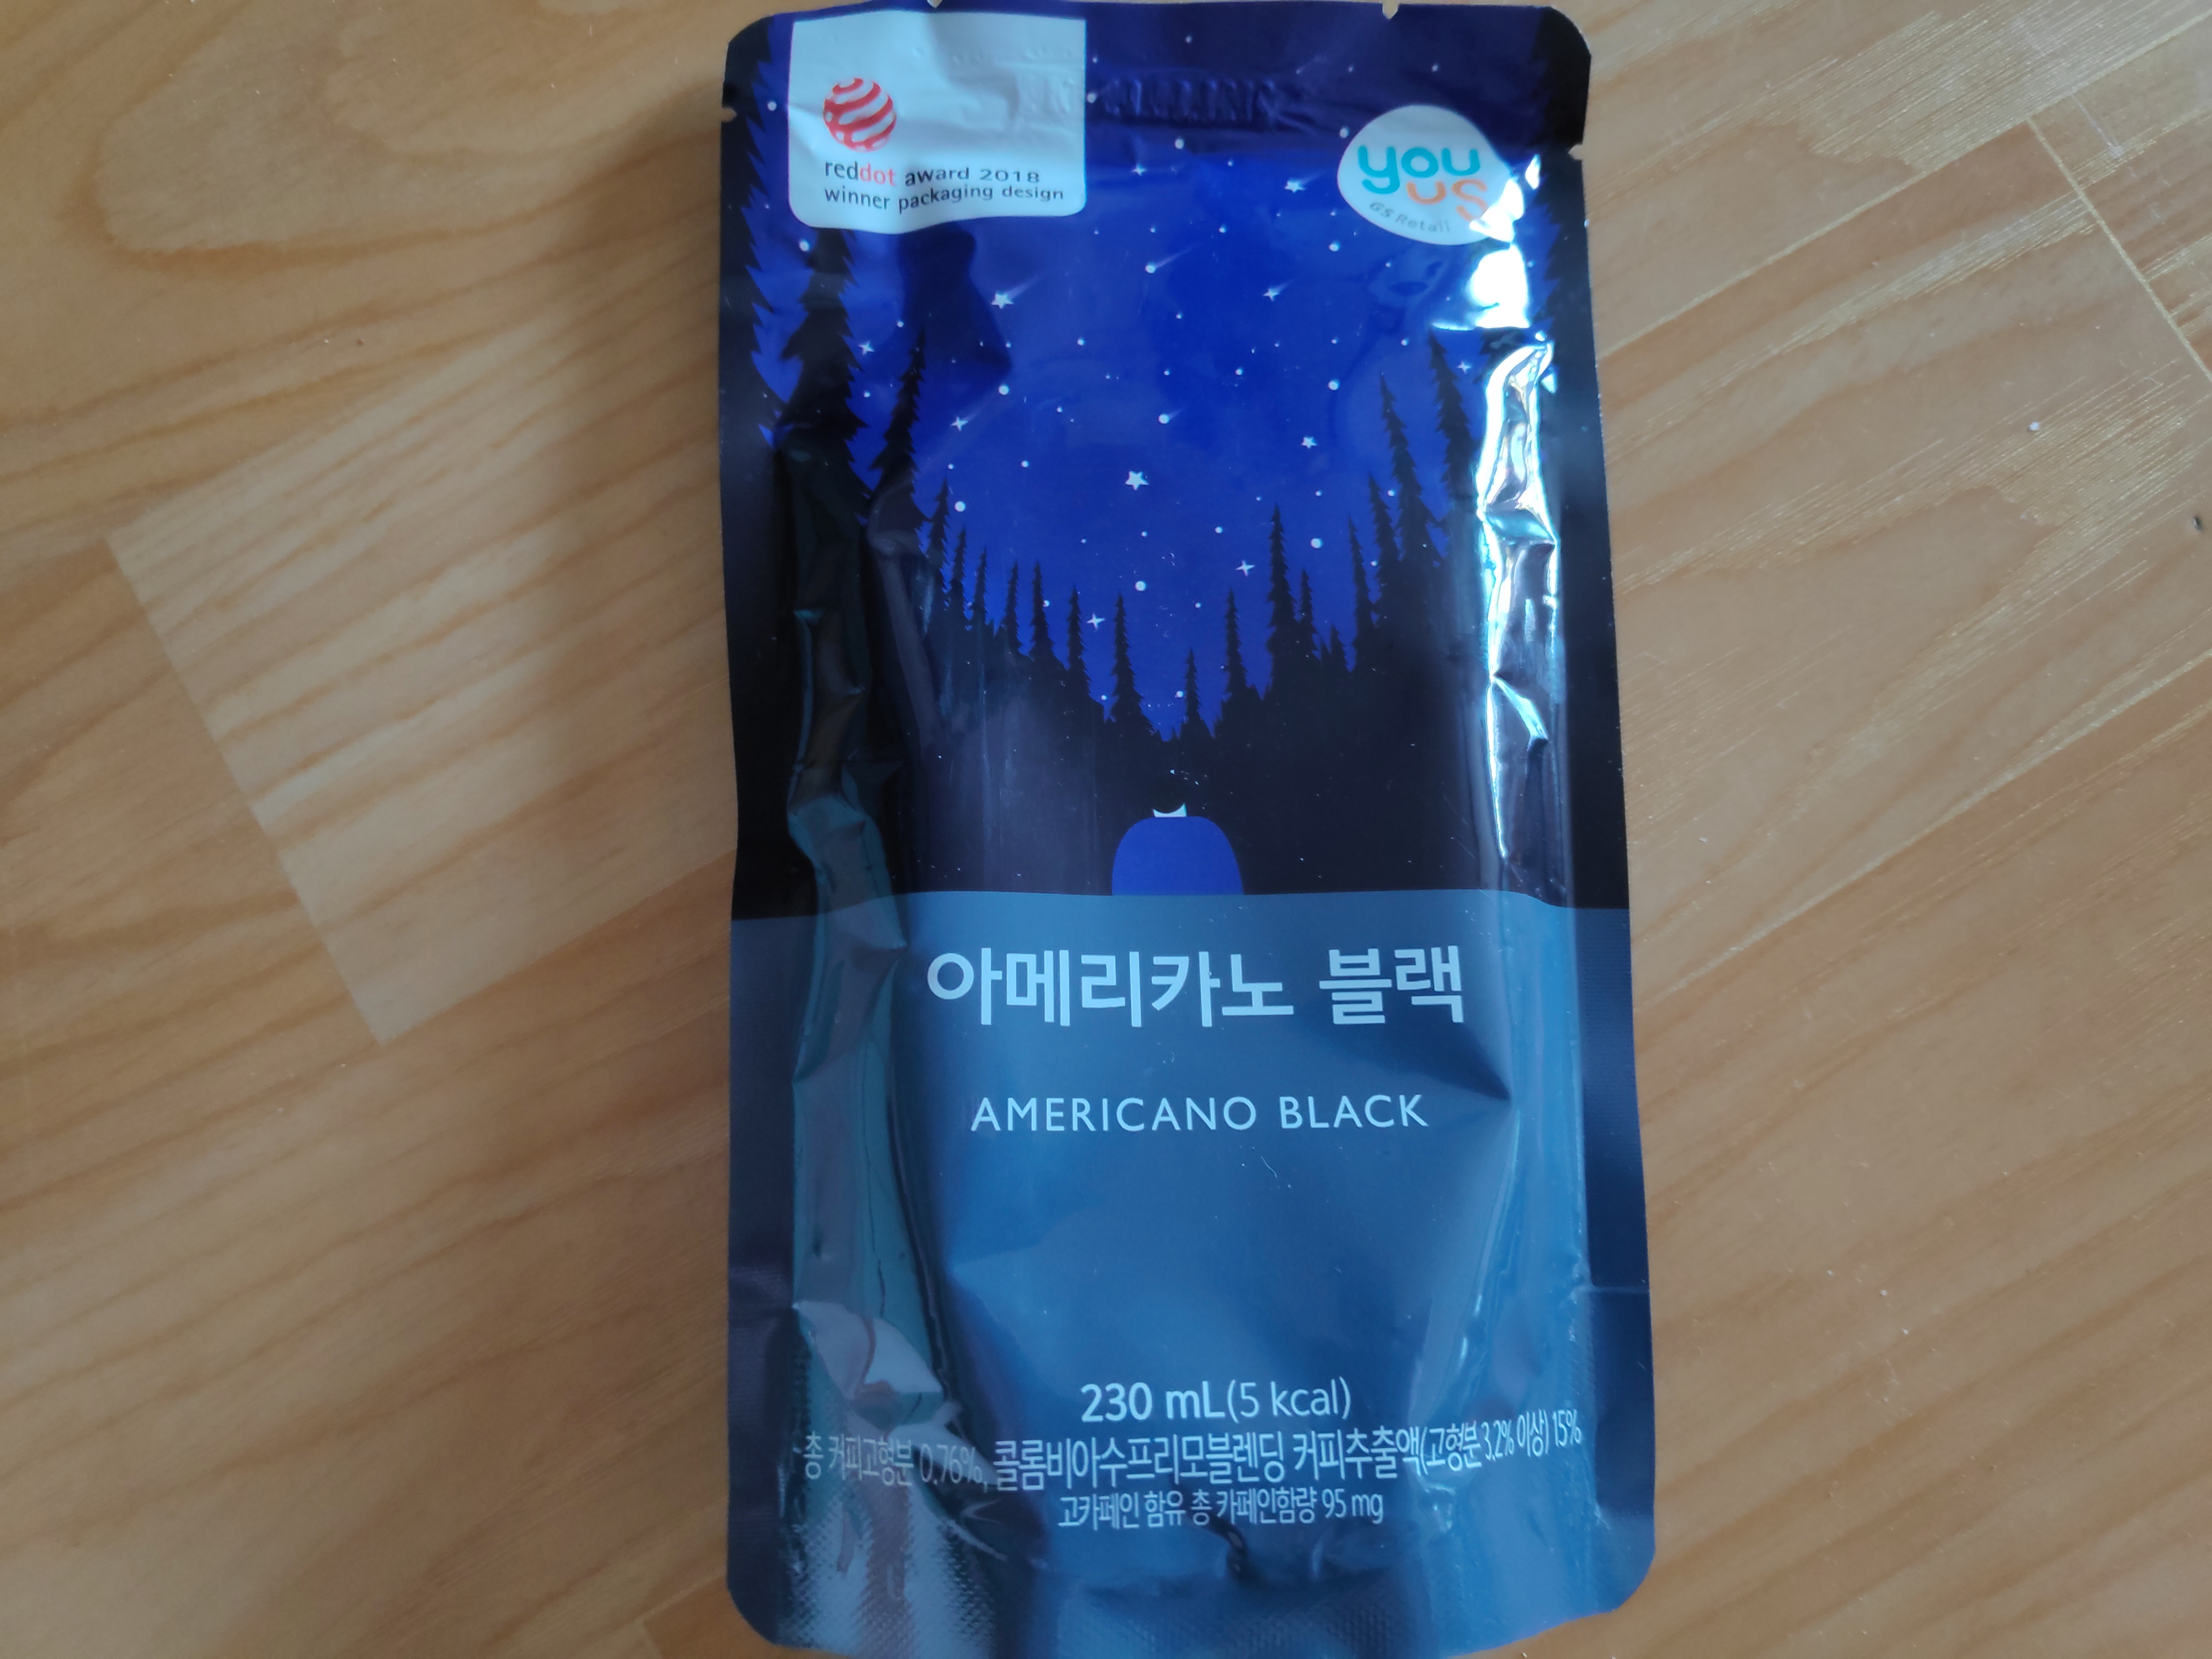 reddot award 2018
winner packaging design
you
us
GS Retail
아메리카노 블랙
AMERICANO BLACK
230 mL(5 kcal)
총 커피고형분 0.76%, 콜롬비아수프리모블렌딩 커피추출액(고형분 3.2% 이상) 15%
고카페인 함유 총 카페인함량 95 mg